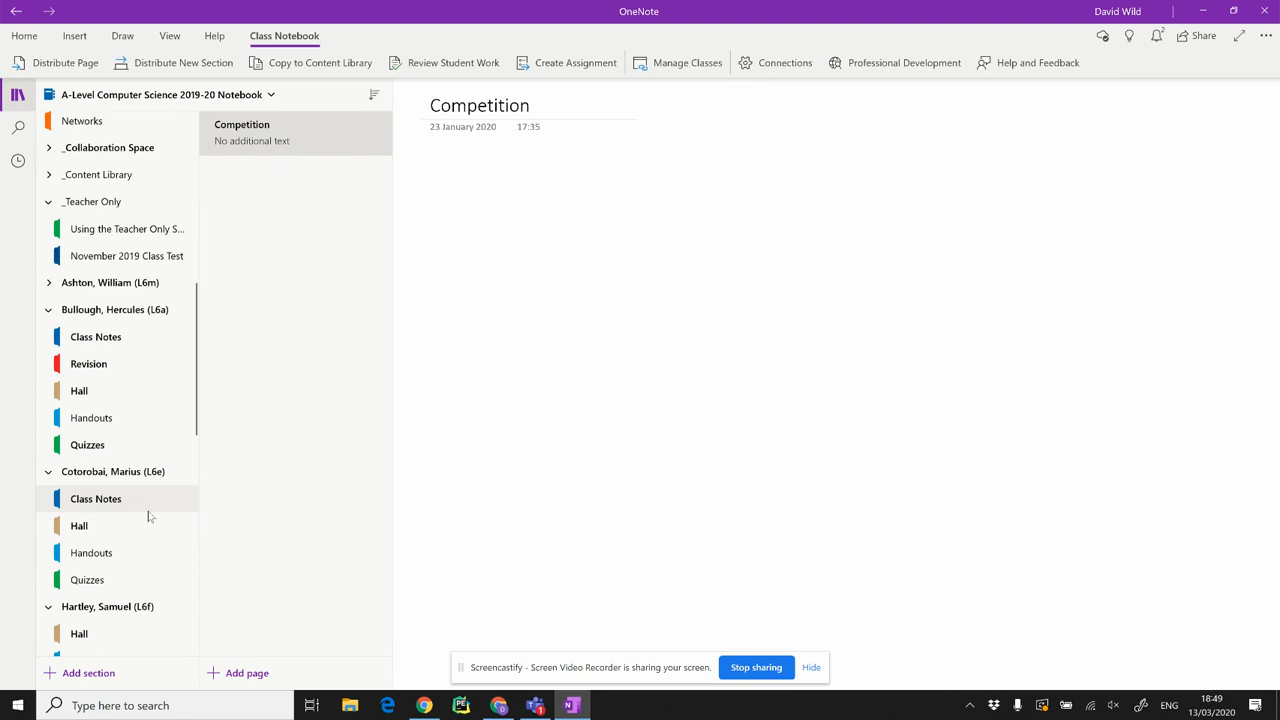 OneNote
David Wild
Home Insert Draw View Help Class Notebook
Share
Distribute Page Distribute New Section Copy to Content Library Review Student Work Create Assignment Manage Classes Connections Professional Development Help and Feedback
A-Level Computer Science 2019-20 Notebook
Networks
_Collaboration Space
_Content Library
_Teacher Only
Using the Teacher Only S...
November 2019 Class Test
Ashton, William (L6m)
Bullough, Hercules (L6a)
Class Notes
Revision
Hall
Handouts
Quizzes
Cotorobai, Marius (L6e)
Class Notes
Hall
Handouts
Quizzes
Hartley, Samuel (L6f)
Hall
Add section
Competition
No additional text
Add page
Competition
23 January 2020 17:35
Screencastify - Screen Video Recorder is sharing your screen. Stop sharing Hide
Type here to search
PE
1
N
ENG
18:49
13/03/2020